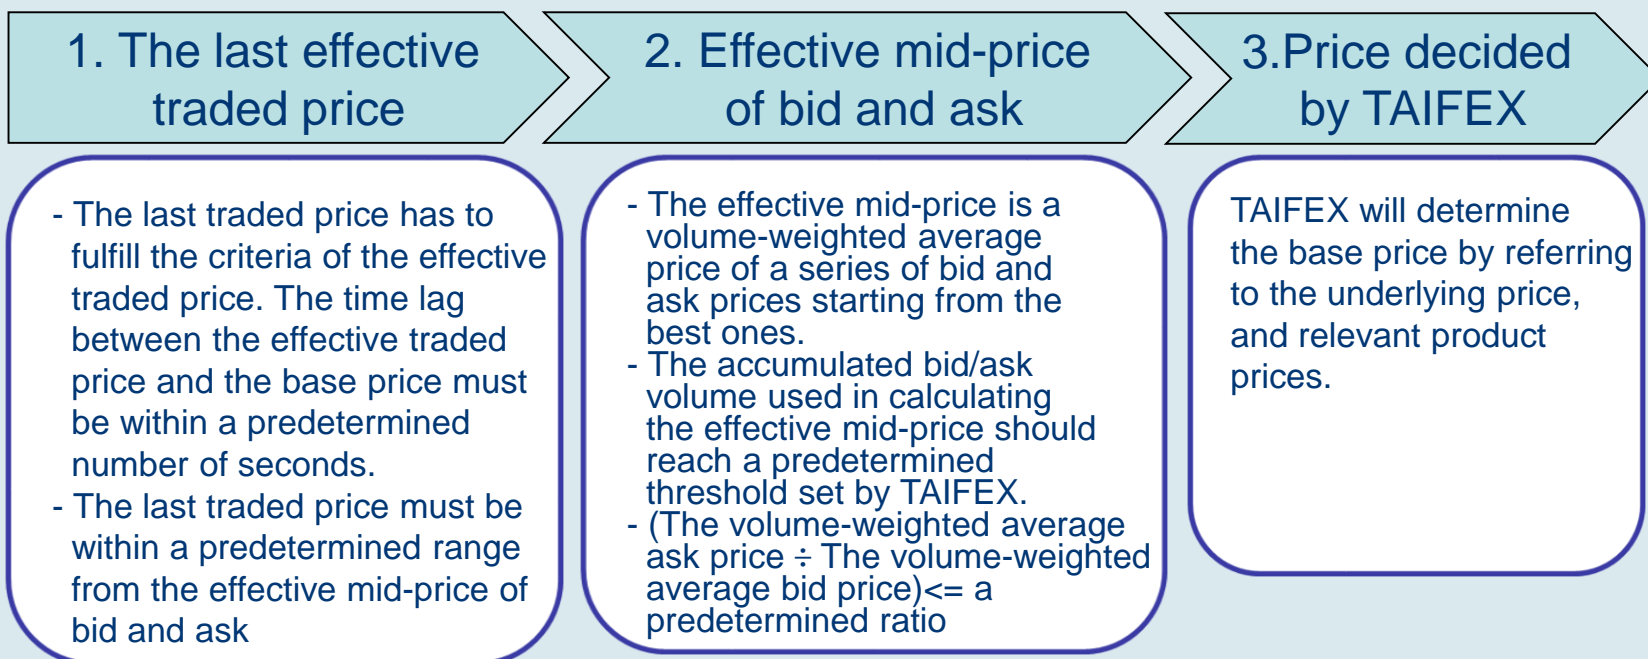 1. The last effective
traded price
2. Effective mid-price
of bid and ask
3.Price decided
by TAIFEX
- The last traded price has to
fulfill the criteria of the effective
traded price. The time lag
between the effective traded
price and the base price must
be within a predetermined
number of seconds.
- The last traded price must be
within a predetermined range
from the effective mid-price of
bid and ask
- The effective mid-price is a
volume-weighted average
price of a series of bid and
ask prices starting from the
best ones.
- The accumulated bid/ask
volume used in calculating
the effective mid-price should
reach a predetermined
threshold set by TAIFEX.
- (The volume-weighted average
ask price ÷ The volume-weighted
average bid price)<= a
predetermined ratio
TAIFEX will determine
the base price by referring
to the underlying price,
and relevant product
prices.